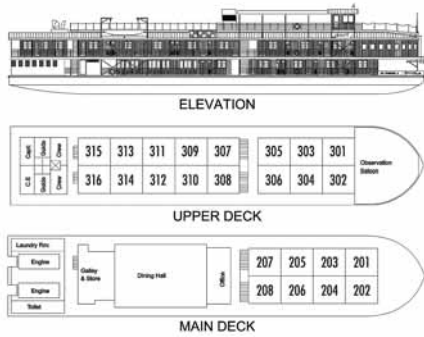 ELEVATION
Capt. Guide Crew 315 313 311 309 307 305 303 301
Observation
Saloon
C.E Guide Crew 316 314 312 310 308 306 304 302
UPPER DECK
Laundry Rm:
Engine
Galley
& Store
Dining Hall
Office
207 205 203 201
Engine
208 206 204 202
Toilet
MAIN DECK